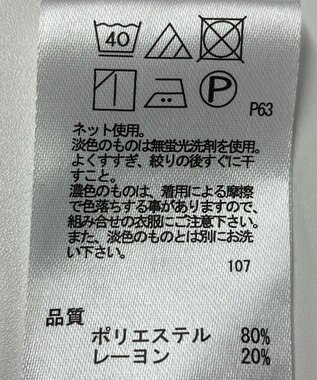 40
P
P63
ネット使用。
淡色のものは無蛍光洗剤を使用。
よくすすぎ、絞りの後すぐに干
すこと。
濃色のものは、着用による摩擦
で色落ちする事がありますので、
組み合せの衣服にご注意下さい。
また、淡色のものとは別にお洗
い下さい。
107
品質
ポリエステル 80%
レーヨン 20%